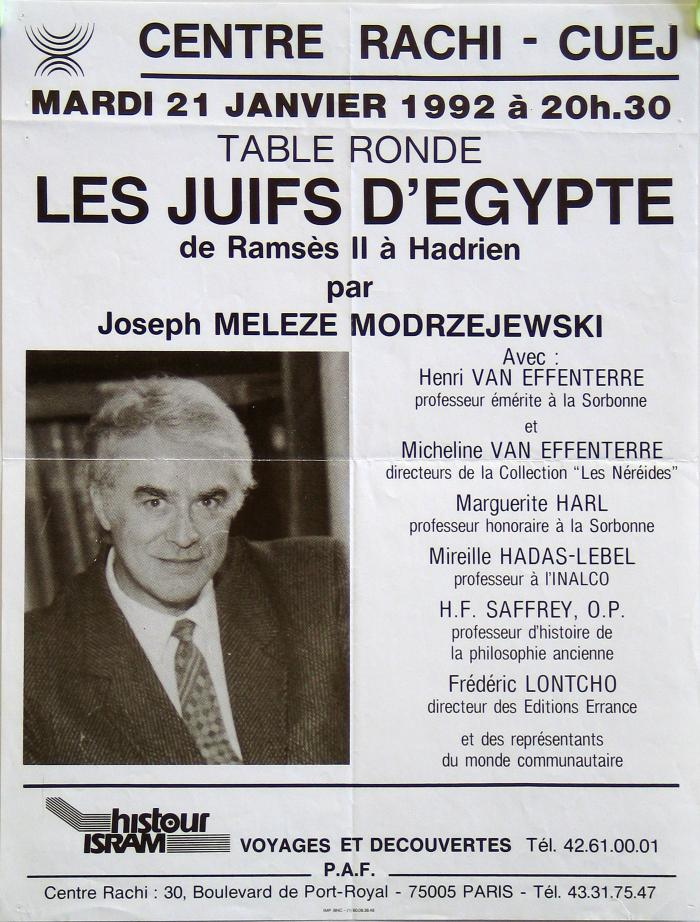 CENTRE RACHI - CUEJ
MARDI 21 JANVIER 1992 à 20h.30
TABLE RONDE
LES JUIFS D'EGYPTE
de Ramsès II à Hadrien
par
Joseph MELEZE MODRZEJEWSKI
Avec :
Henri VAN EFFENTERRE
professeur émérite à la Sorbonne
et
Micheline VAN EFFENTERRE
directeurs de la Collection "Les Néréides"
Marguerite HARL
professeur honoraire à la Sorbonne
Mireille HADAS-LEBEL
professeur à l'INALCO
H.F. SAFFREY, O.P.
professeur d'histoire de
la philosophie ancienne
Frédéric LONTCHO
directeur des Editions Errance
et des représentants
du monde communautaire
histour
ISRAM
VOYAGES ET DECOUVERTES Tél. 42.61.00.01
P.A.F.
Centre Rachi : 30, Boulevard de Port-Royal - 75005 PARIS - Tél. 43.31.75.47